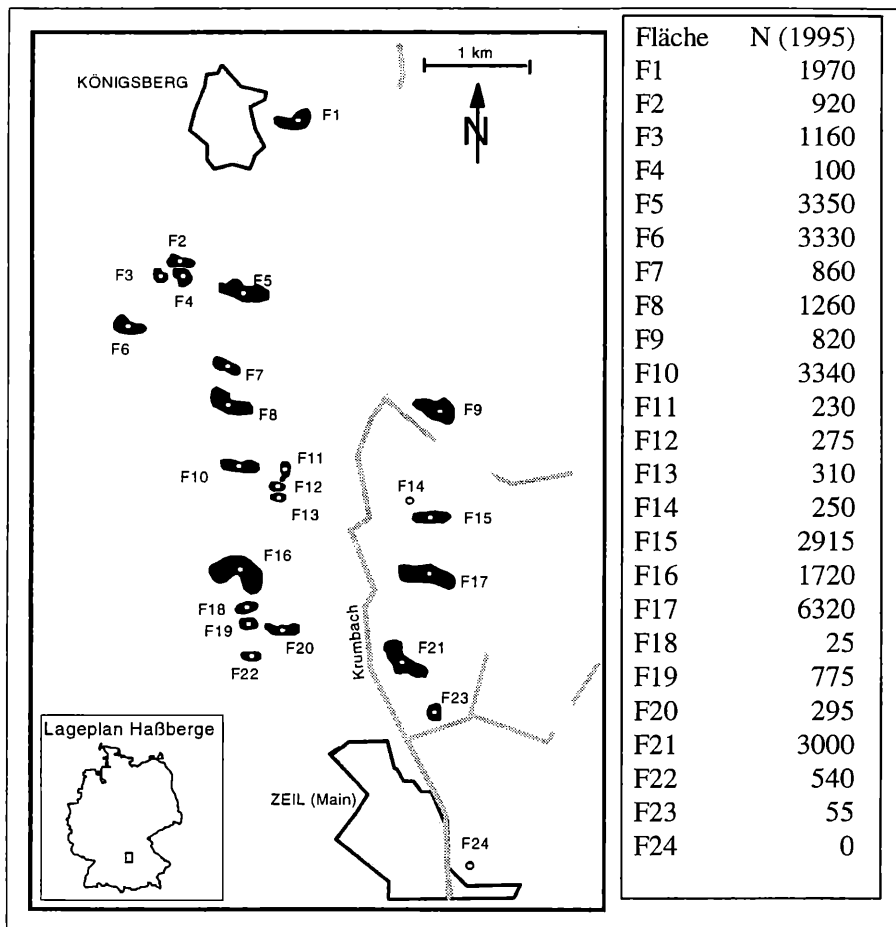 1 km
KÖNIGSBERG
F1
N
F2
F3
F4
F5
F6
F7
F8
F9
F10
F11
F12
F13
F14
F15
F16
F17
F18
F19
F20
Krumbach
F21
F22
F23
Lageplan Haßberge
ZEIL (Main)
F24
Fläche N (1995)
F1 1970
F2 920
F3 1160
F4 100
F5 3350
F6 3330
F7 860
F8 1260
F9 820
F10 3340
F11 230
F12 275
F13 310
F14 250
F15 2915
F16 1720
F17 6320
F18 25
F19 775
F20 295
F21 3000
F22 540
F23 55
F24 0